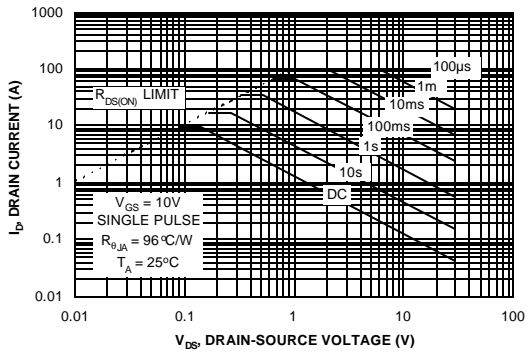 1000
100
10
1
0.1
0.01
I_D, DRAIN CURRENT (A)
100µs
1m
10ms
100ms
1s
10s
DC
R_DS(ON) LIMIT
V_GS = 10V
SINGLE PULSE
R_θJA = 96°C/W
T_A = 25°C
0.01 0.1 1 10 100
V_DS, DRAIN-SOURCE VOLTAGE (V)